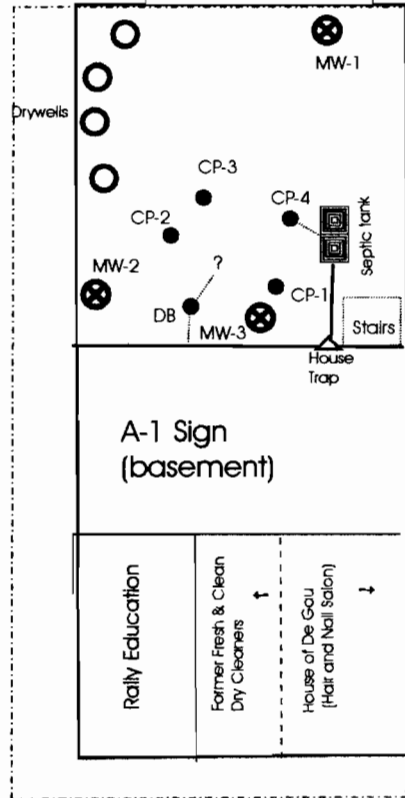 MW-1
Drywells
CP-3
CP-4
CP-2
Septic tank
MW-2
?
CP-1
DB
MW-3
Stairs
House
Trap
A-1 Sign
(basement)
Rally Education
Former Fresh & Clean
Dry Cleaners
House of De Gou
(Hair and Nail Salon)